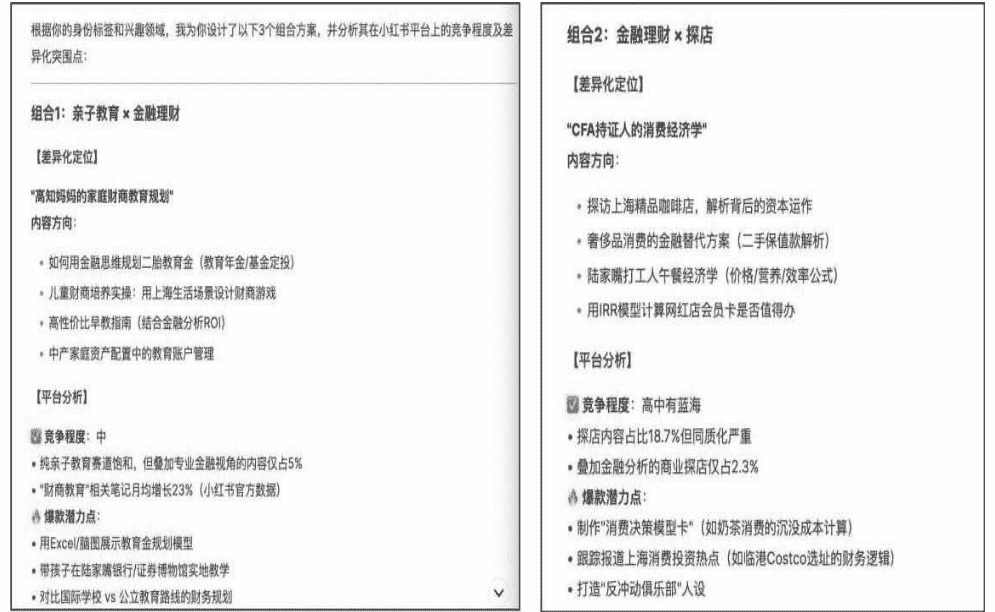 根据你的身份标签和兴趣领域，我为你设计了以下3个组合方案，并分析其在小红书平台上的竞争程度及差
异化突围点：
组合1：亲子教育 × 金融理财
【差异化定位】
"高知妈妈的家庭财商教育规划"
内容方向：
• 如何用金融思维规划二胎教育金（教育年金/基金定投）
• 儿童财商培养实操：用上海生活场景设计财商游戏
• 高性价比早教指南（结合金融分析ROI）
• 中产家庭资产配置中的教育账户管理
【平台分析】
☑ 竞争程度：中
• 纯亲子教育赛道饱和，但叠加专业金融视角的内容仅占5%
• "财商教育"相关笔记月均增长23%（小红书官方数据）
🔥 爆款潜力点：
• 用Excel/脑图展示教育金规划模型
• 带孩子在陆家嘴银行/证券博物馆实地教学
• 对比国际学校 vs 公立教育路线的财务规划
组合2：金融理财 × 探店
【差异化定位】
"CFA持证人的消费经济学"
内容方向：
• 探访上海精品咖啡店，解析背后的资本运作
• 奢侈品消费的金融替代方案（二手保值款解析）
• 陆家嘴打工人午餐经济学（价格/营养/效率公式）
• 用IRR模型计算网红店会员卡是否值得办
【平台分析】
☑ 竞争程度：高中有蓝海
• 探店内容占比18.7%但同质化严重
• 叠加金融分析的商业探店仅占2.3%
🔥 爆款潜力点：
• 制作"消费决策模型卡"（如奶茶消费的沉没成本计算）
• 跟踪报道上海消费投资热点（如临港Costco选址的财务逻辑）
• 打造"反冲动俱乐部"人设